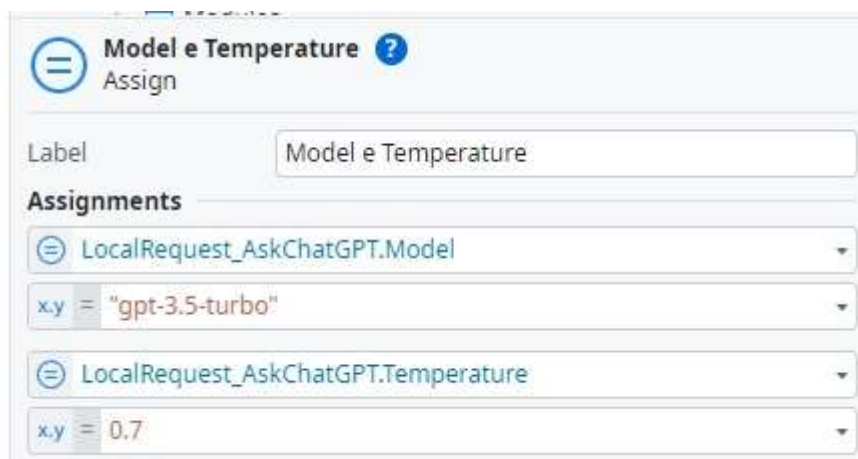 Model e Temperature ?
Assign
Label Model e Temperature
Assignments
LocalRequest_AskChatGPT.Model
x.y = "gpt-3.5-turbo"
LocalRequest_AskChatGPT.Temperature
x.y = 0.7